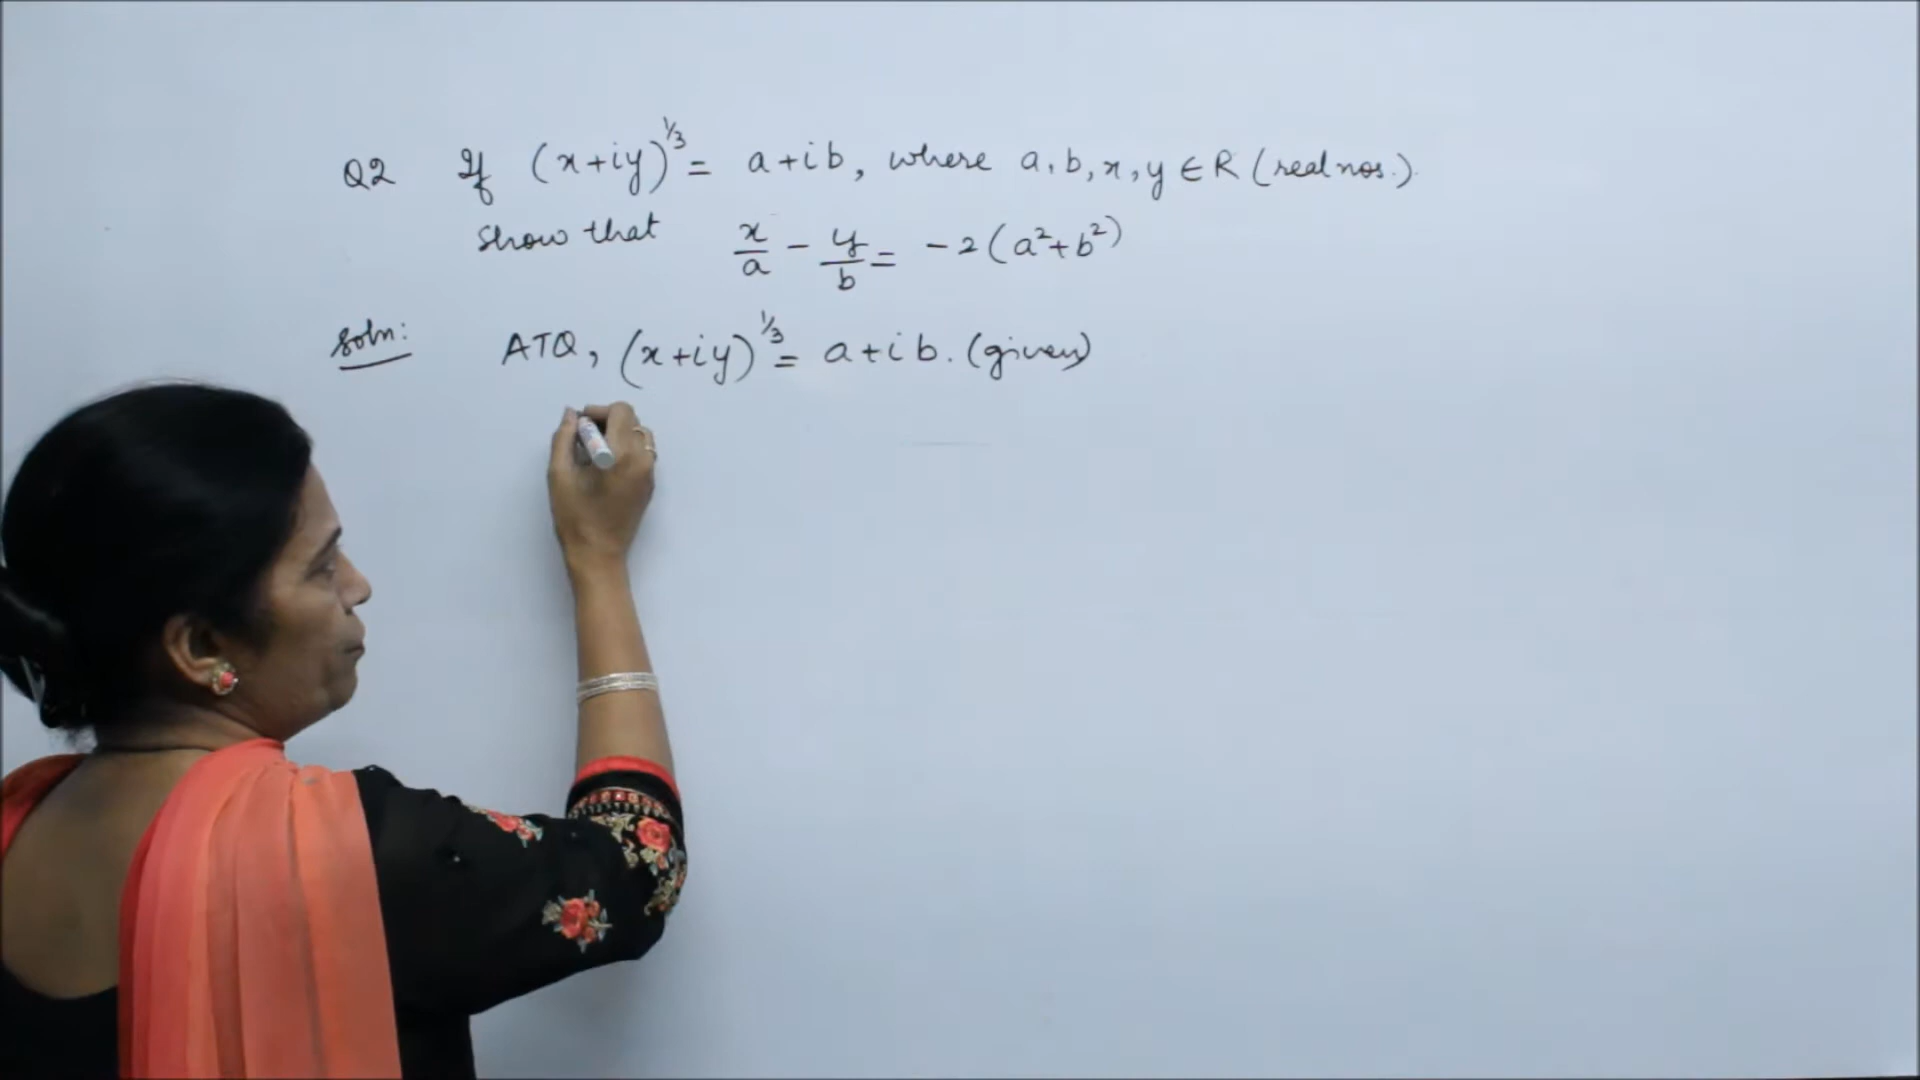 Q2 If (x+iy)^1/3 = a+ib, where a,b,x,y ∈ R (real nos.).
Show that x/a - y/b = -2(a²+b²)
Soln: ATQ, (x+iy)^1/3 = a+ib. (given)